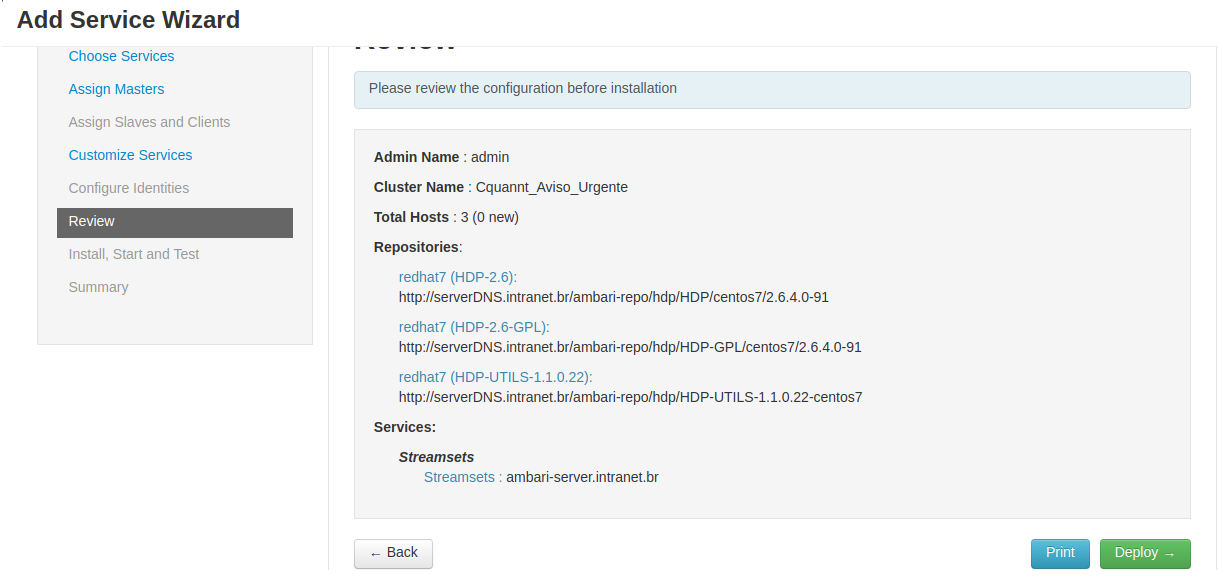 Add Service Wizard
Choose Services
Assign Masters
Assign Slaves and Clients
Customize Services
Configure Identities
Review
Install, Start and Test
Summary
Review
Please review the configuration before installation
Admin Name : admin
Cluster Name : Cquannt_Aviso_Urgente
Total Hosts : 3 (0 new)
Repositories:
redhat7 (HDP-2.6):
http://serverDNS.intranet.br/ambari-repo/hdp/HDP/centos7/2.6.4.0-91
redhat7 (HDP-2.6-GPL):
http://serverDNS.intranet.br/ambari-repo/hdp/HDP-GPL/centos7/2.6.4.0-91
redhat7 (HDP-UTILS-1.1.0.22):
http://serverDNS.intranet.br/ambari-repo/hdp/HDP-UTILS-1.1.0.22-centos7
Services:
Streamsets
Streamsets : ambari-server.intranet.br
← Back
Print
Deploy →